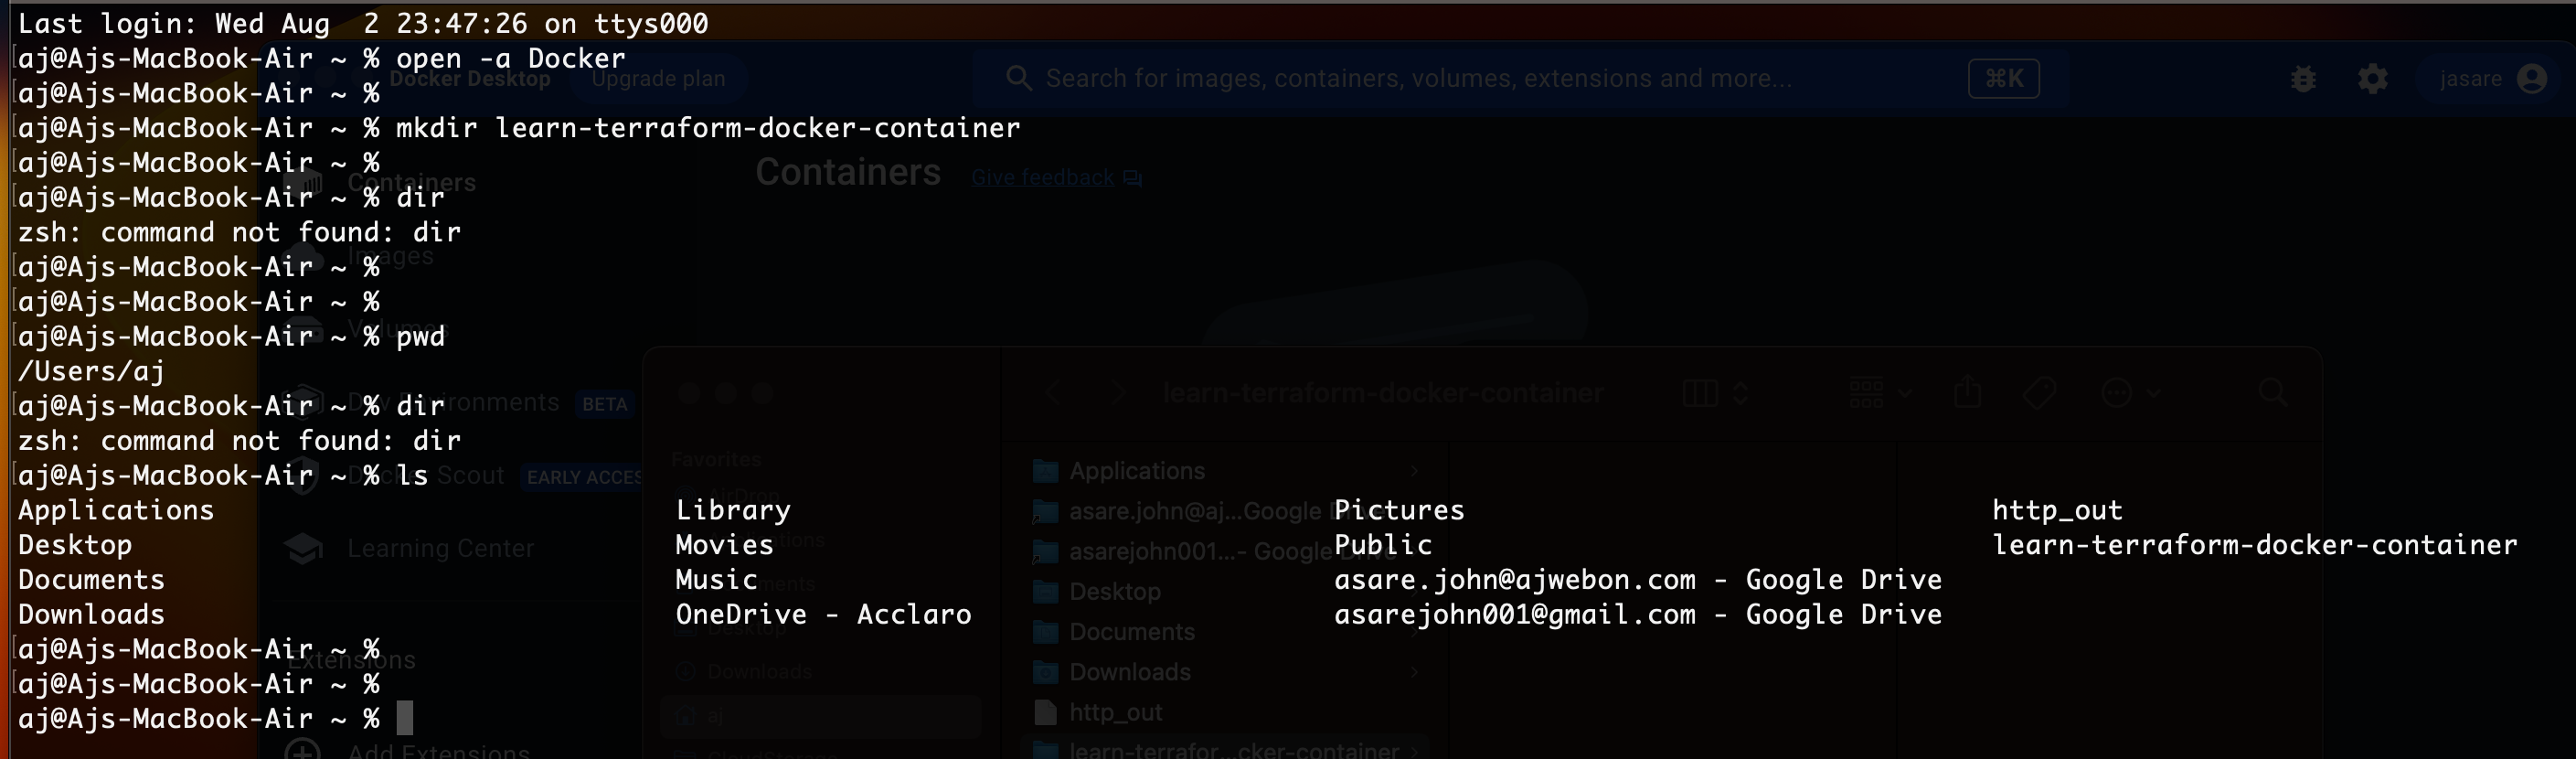 Last login: Wed Aug  2 23:47:26 on ttys000
aj@Ajs-MacBook-Air ~ % open -a Docker
Docker Desktop
Upgrade plan
Search for images, containers, volumes, extensions and more...
⌘K
jasare
aj@Ajs-MacBook-Air ~ %
aj@Ajs-MacBook-Air ~ % mkdir learn-terraform-docker-container
aj@Ajs-MacBook-Air ~ %
Containers
Containers
Give feedback
aj@Ajs-MacBook-Air ~ % dir
zsh: command not found: dir
Images
aj@Ajs-MacBook-Air ~ %
aj@Ajs-MacBook-Air ~ %
Volumes
aj@Ajs-MacBook-Air ~ % pwd
/Users/aj
Dev Environments
BETA
learn-terraform-docker-container
aj@Ajs-MacBook-Air ~ % dir
zsh: command not found: dir
Favorites
aj@Ajs-MacBook-Air ~ % ls
Docker Scout
EARLY ACCES
Applications
AirDrop
Applications Library Pictures http_out
asare.john@aj...Google
Desktop Movies Public learn-terraform-docker-container
asarejohn001...- Google Drive
Learning Center
Documents Music asare.john@ajwebon.com - Google Drive
Desktop
Downloads OneDrive - Acclaro asarejohn001@gmail.com - Google Drive
Desktop
Documents
aj@Ajs-MacBook-Air ~ %
Extensions
Downloads
Downloads
aj@Ajs-MacBook-Air ~ %
aj@Ajs-MacBook-Air ~ %
aj
http_out
Add Extensions
learn-terrafor...cker-container